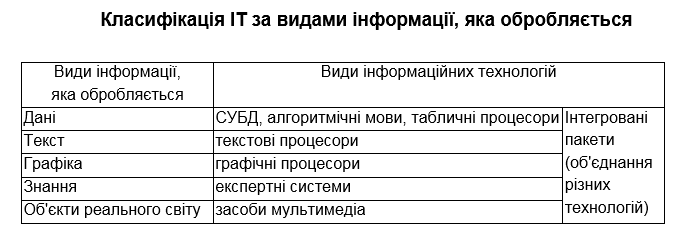 Класифікація ІТ за видами інформації, яка обробляється
Види інформації,
яка обробляється
Види інформаційних технологій
Дані
СУБД, алгоритмічні мови, табличні процесори
Інтегровані
пакети
(об'єднання
різних
технологій)
Текст
текстові процесори
Графіка
графічні процесори
Знання
експертні системи
Об'єкти реального світу
засоби мультимедіа